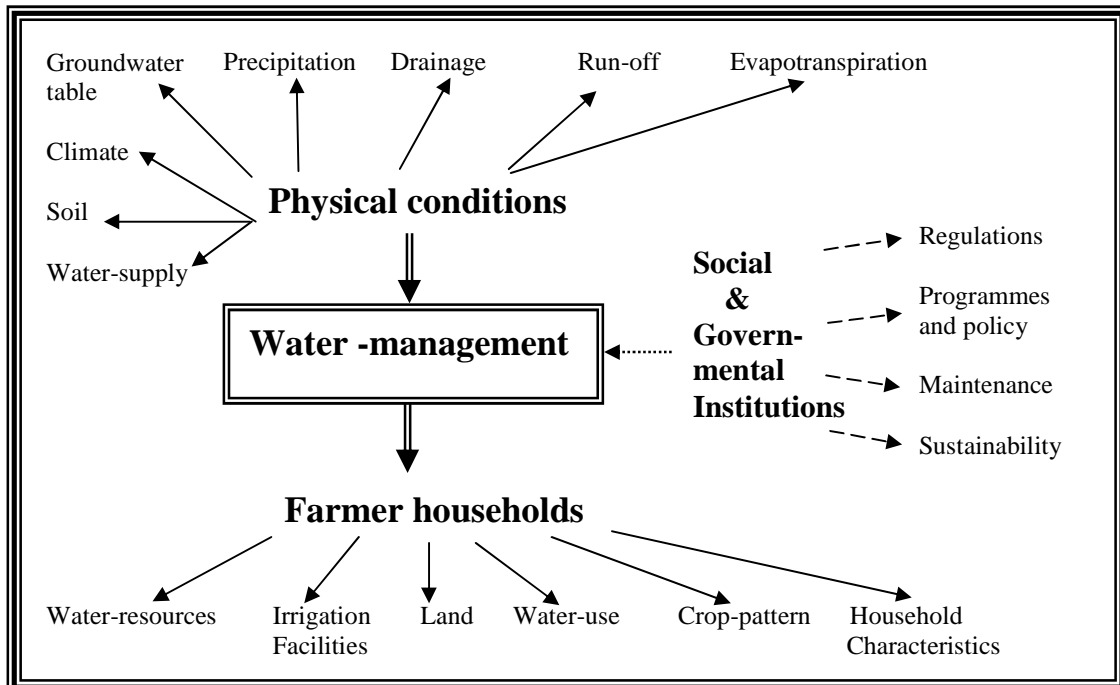 Groundwater table
Precipitation
Drainage
Run-off
Evapotranspiration
Climate
Soil
Water-supply
Physical conditions
Social
&
Govern-
mental
Institutions
Regulations
Programmes
and policy
Maintenance
Sustainability
Water -management
Farmer households
Water-resources
Irrigation
Facilities
Land
Water-use
Crop-pattern
Household
Characteristics